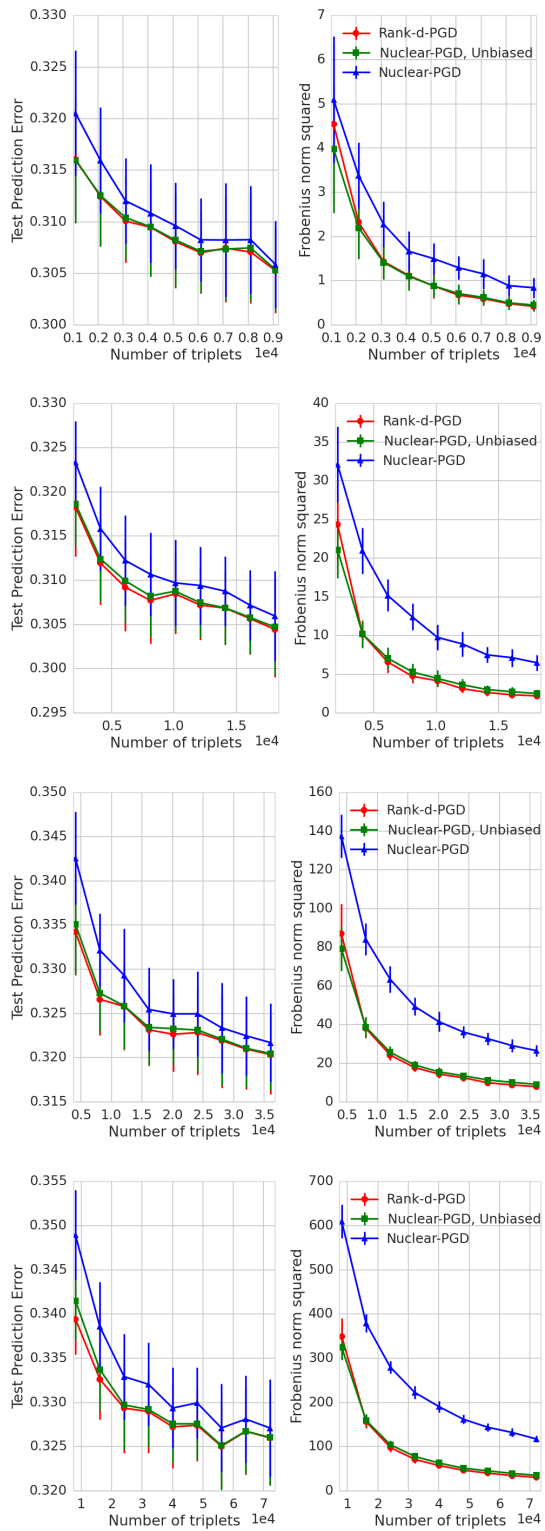 0.330
0.320
0.315
0.310
0.305
0.300
Test Prediction Error
0.1 0.2 0.3 0.4 0.5 0.6 0.7 0.8 0.9
Number of triplets 1e4
7
6
5
4
3
2
1
0
Frobenius norm squared
Rank-d-PGD
Nuclear-PGD, Unbiased
Nuclear-PGD
0.1 0.2 0.3 0.4 0.5 0.6 0.7 0.8 0.9
Number of triplets 1e4
0.330
0.325
0.320
0.315
0.310
0.305
0.300
0.295
Test Prediction Error
0.5 1.0 1.5
Number of triplets 1e4
40
35
30
25
20
15
10
5
0
Frobenius norm squared
Rank-d-PGD
Nuclear-PGD, Unbiased
Nuclear-PGD
0.5 1.0 1.5
Number of triplets 1e4
0.350
0.345
0.340
0.335
0.330
0.325
0.320
0.315
Test Prediction Error
0.5 1.0 1.5 2.0 2.5 3.0 3.5
Number of triplets 1e4
160
140
120
100
80
60
40
20
0
Frobenius norm squared
Rank-d-PGD
Nuclear-PGD, Unbiased
Nuclear-PGD
0.5 1.0 1.5 2.0 2.5 3.0 3.5
Number of triplets 1e4
0.355
0.350
0.345
0.340
0.335
0.330
0.325
0.320
Test Prediction Error
1 2 3 4 5 6 7
Number of triplets 1e4
700
600
500
400
300
200
100
0
Frobenius norm squared
Rank-d-PGD
Nuclear-PGD, Unbiased
Nuclear-PGD
1 2 3 4 5 6 7
Number of triplets 1e4